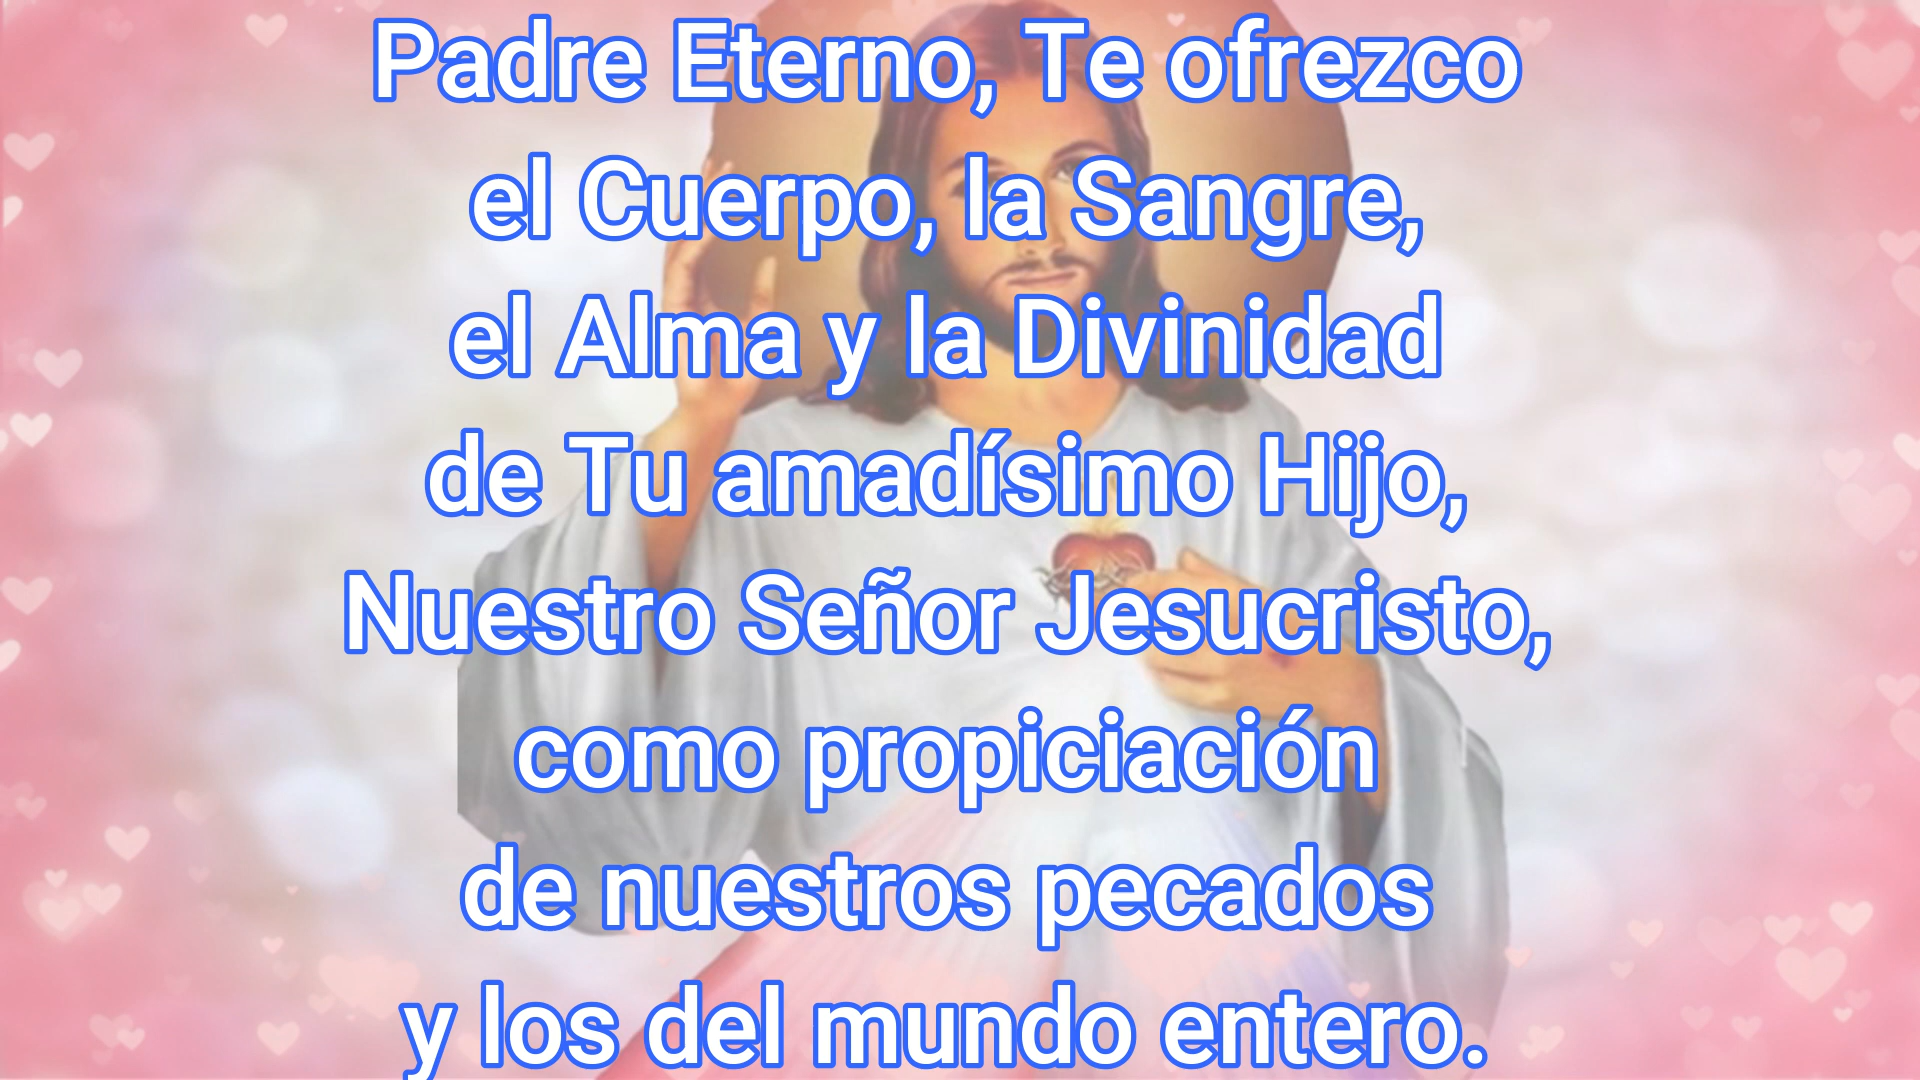 Padre Eterno, Te ofrezco
el Cuerpo, la Sangre,
el Alma y la Divinidad
de Tu amadísimo Hijo,
Nuestro Señor Jesucristo,
como propiciación
de nuestros pecados
y los del mundo entero.